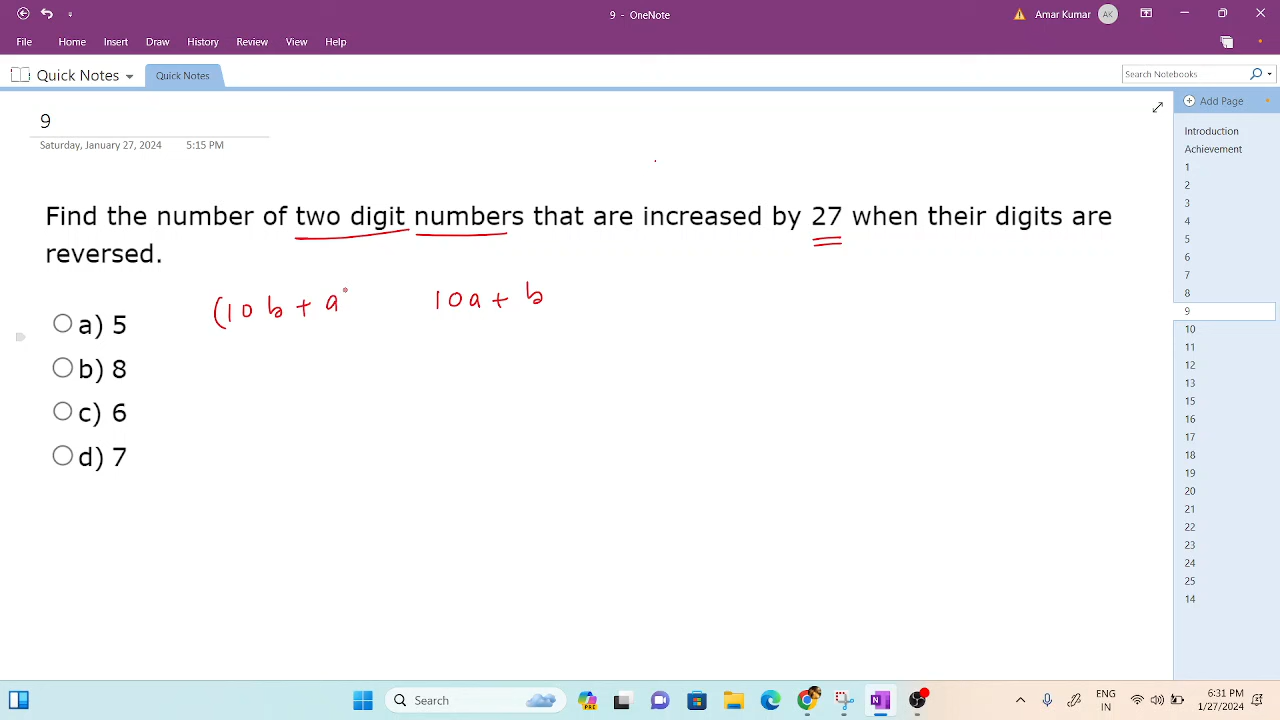 9 - OneNote
Amar Kumar AK
File Home Insert Draw History Review View Help
Quick Notes Quick Notes
Search Notebooks
9
Saturday, January 27, 2024 5:15 PM
Find the number of two digit numbers that are increased by 27 when their digits are
reversed.
(10 b + a 10a + b
a) 5
b) 8
c) 6
d) 7
Add Page
Introduction
Achievement
1
2
3
4
5
6
7
8
9
10
11
12
13
15
16
17
18
19
20
21
22
23
24
25
14
Search
PRE
ENG
IN
6:31 PM
1/27/2024